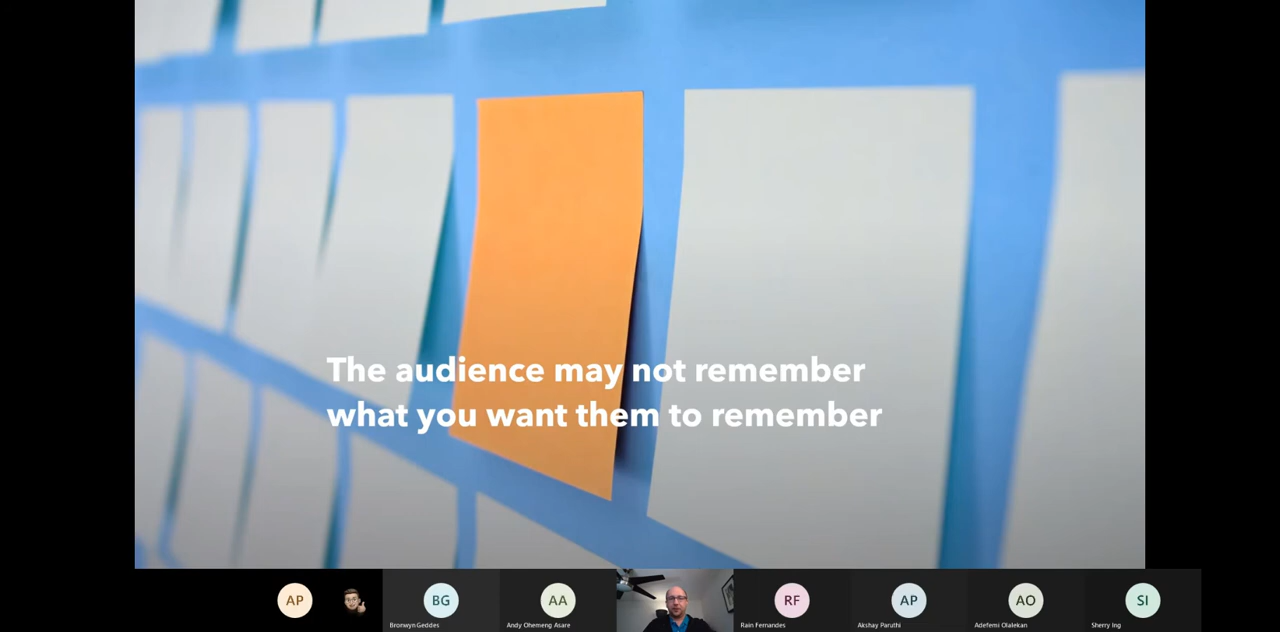 The audience may not remember
what you want them to remember
AP
BG
AA
RF
AP
AO
SI
Bronwyn Geddes
Andy Ohemeng Asare
Rain Fernandes
Akshay Paruthi
Adefemi Olalekan
Sherry Ing